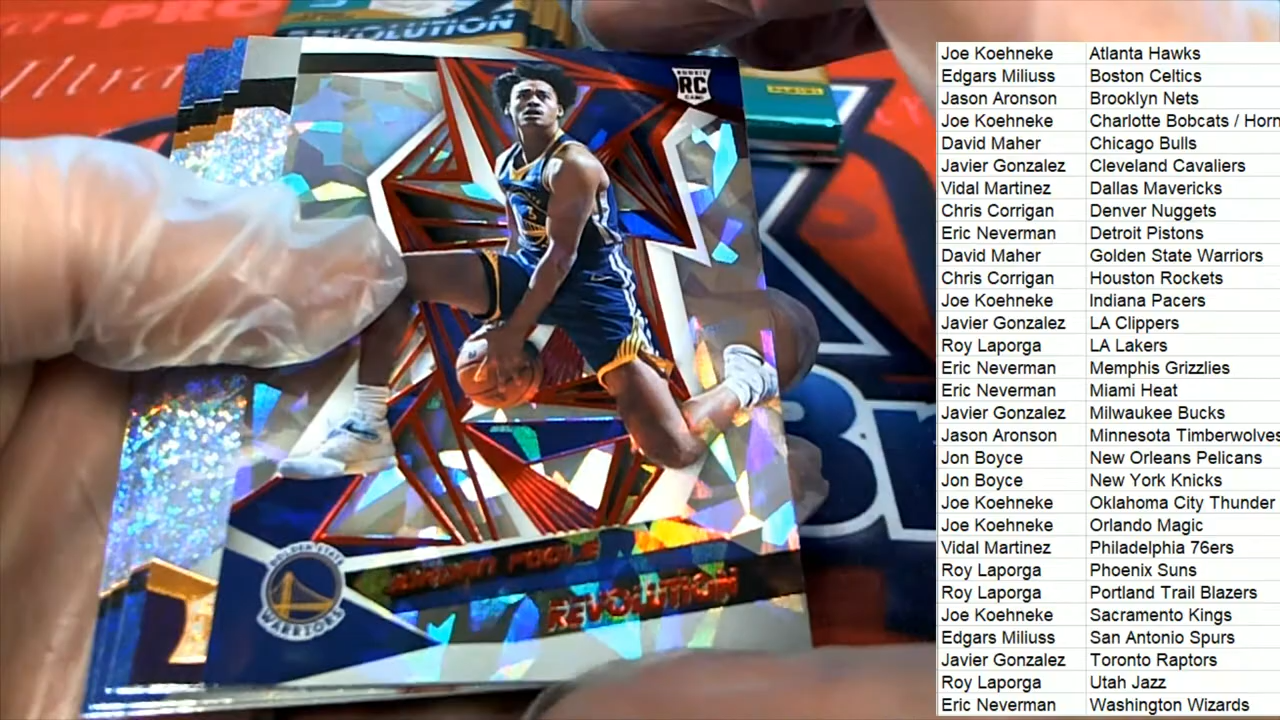 REVOLUTION
ROOKIE
RC
CARD
JORDAN POOLE
REVOLUTION
GOLDEN STATE
WARRIORS
Joe Koehneke Atlanta Hawks
Edgars Miliuss Boston Celtics
Jason Aronson Brooklyn Nets
Joe Koehneke Charlotte Bobcats / Horn
David Maher Chicago Bulls
Javier Gonzalez Cleveland Cavaliers
Vidal Martinez Dallas Mavericks
Chris Corrigan Denver Nuggets
Eric Neverman Detroit Pistons
David Maher Golden State Warriors
Chris Corrigan Houston Rockets
Joe Koehneke Indiana Pacers
Javier Gonzalez LA Clippers
Roy Laporga LA Lakers
Eric Neverman Memphis Grizzlies
Eric Neverman Miami Heat
Javier Gonzalez Milwaukee Bucks
Jason Aronson Minnesota Timberwolves
Jon Boyce New Orleans Pelicans
Jon Boyce New York Knicks
Joe Koehneke Oklahoma City Thunder
Joe Koehneke Orlando Magic
Vidal Martinez Philadelphia 76ers
Roy Laporga Phoenix Suns
Roy Laporga Portland Trail Blazers
Joe Koehneke Sacramento Kings
Edgars Miliuss San Antonio Spurs
Javier Gonzalez Toronto Raptors
Roy Laporga Utah Jazz
Eric Neverman Washington Wizards